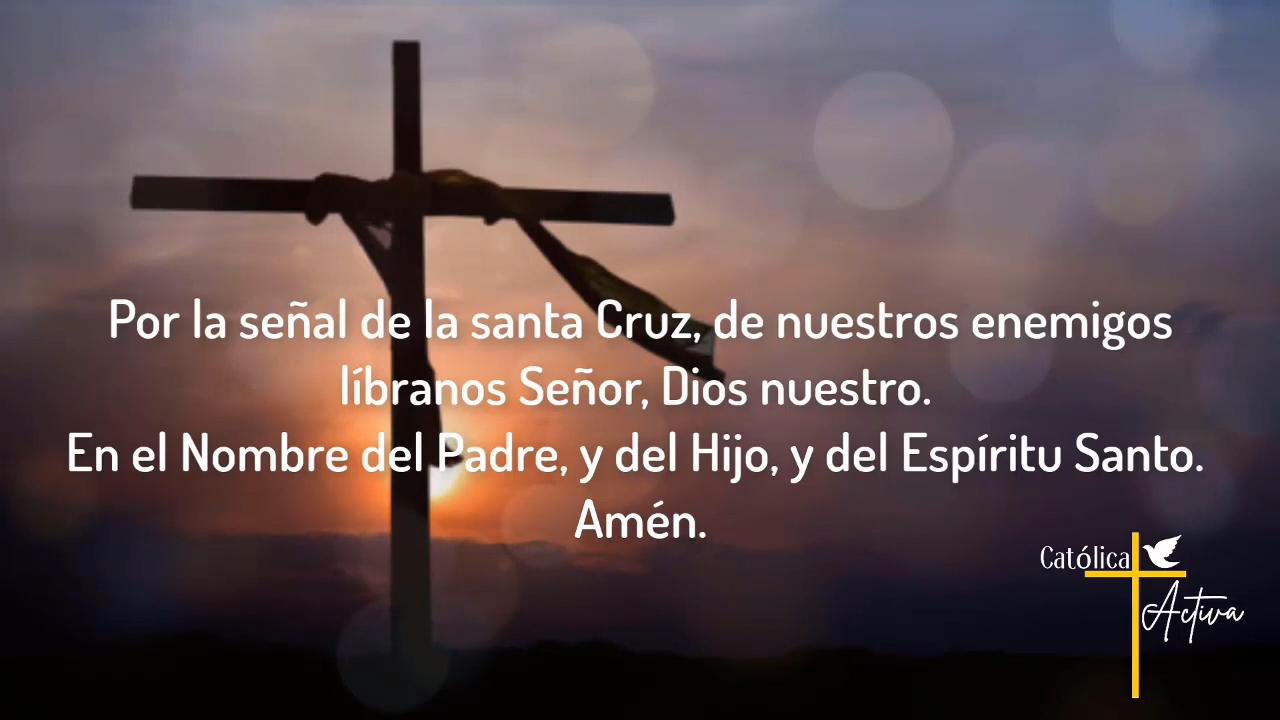 Por la señal de la santa Cruz, de nuestros enemigos
líbranos Señor, Dios nuestro.
En el Nombre del Padre, y del Hijo, y del Espíritu Santo.
Amén.
Católica
Activa